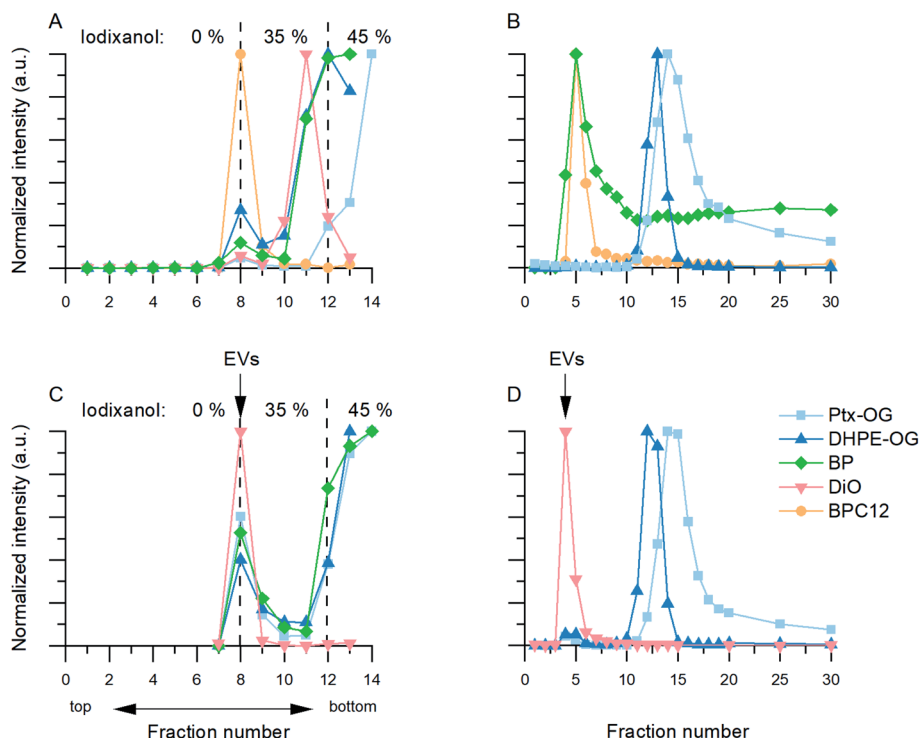 A
Iodixanol: 0 % 35 % 45 %
Normalized intensity (a.u.)
0 2 4 6 8 10 12 14
B
0 5 10 15 20 25 30
EVs
C
Iodixanol: 0 % 35 % 45 %
Normalized intensity (a.u.)
0 2 4 6 8 10 12 14
top bottom
Fraction number
EVs
D
Ptx-OG
DHPE-OG
BP
DiO
BPC12
0 5 10 15 20 25 30
Fraction number